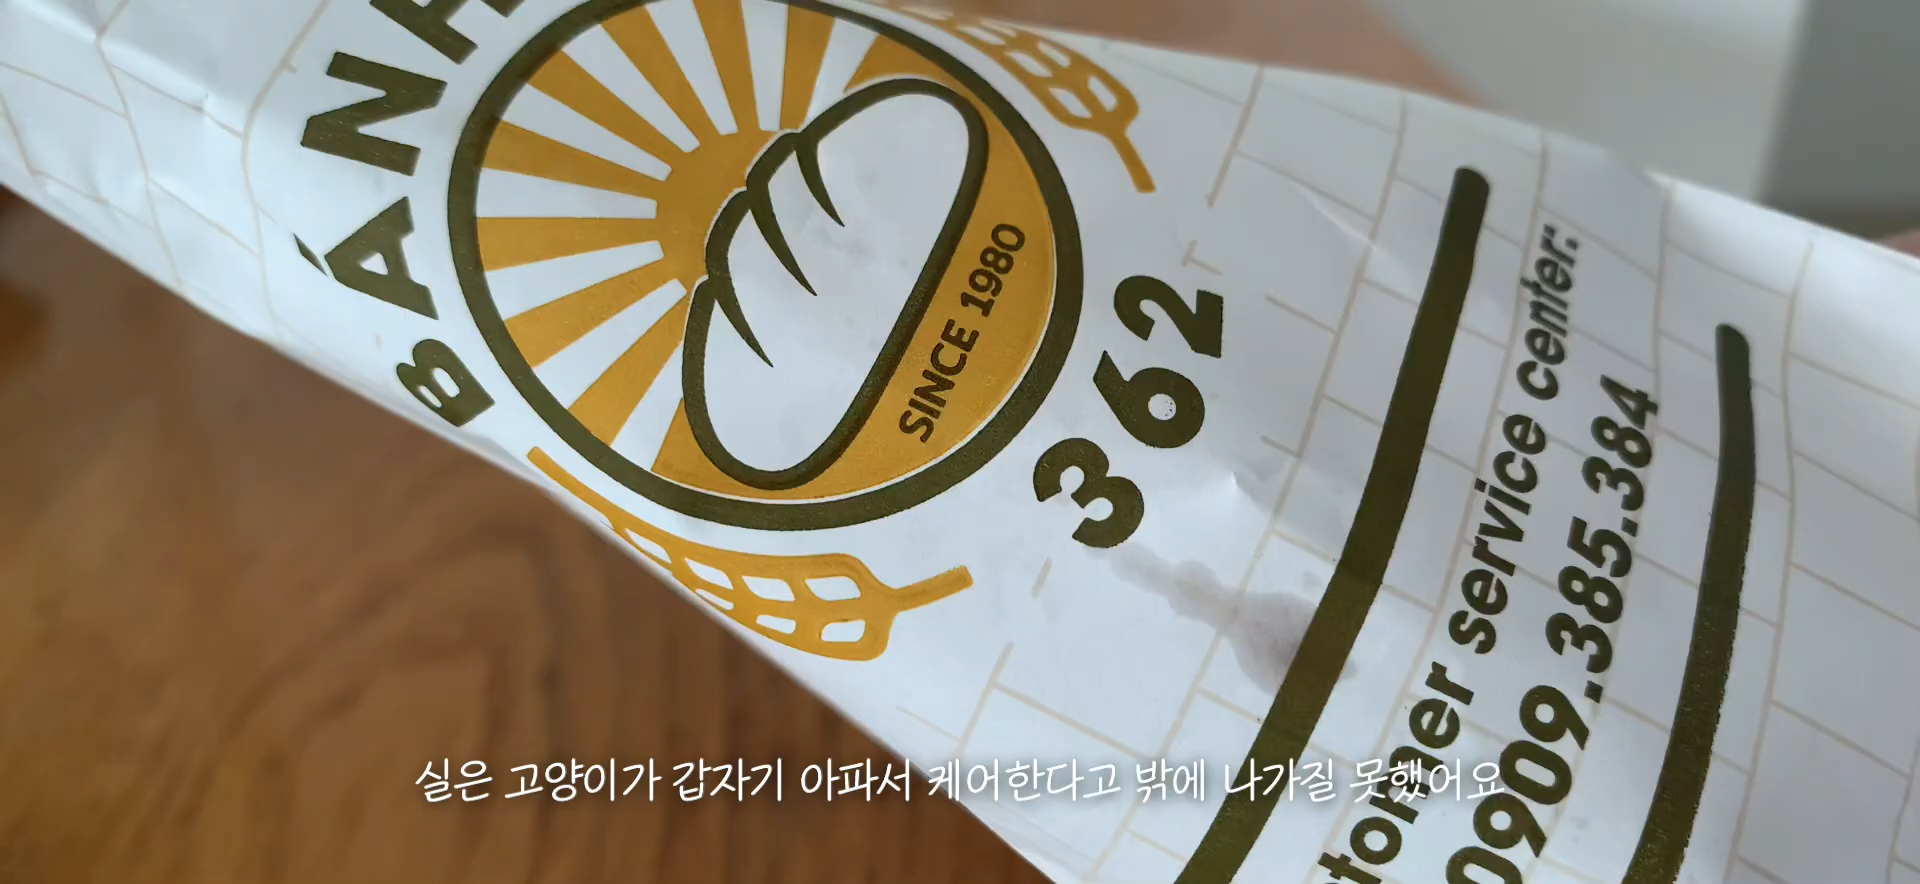 BÁNH
SINCE 1980
362
service center:
0909.385.384
실은 고양이가 갑자기 아파서 케어한다고 밖에 나가질 못했어요